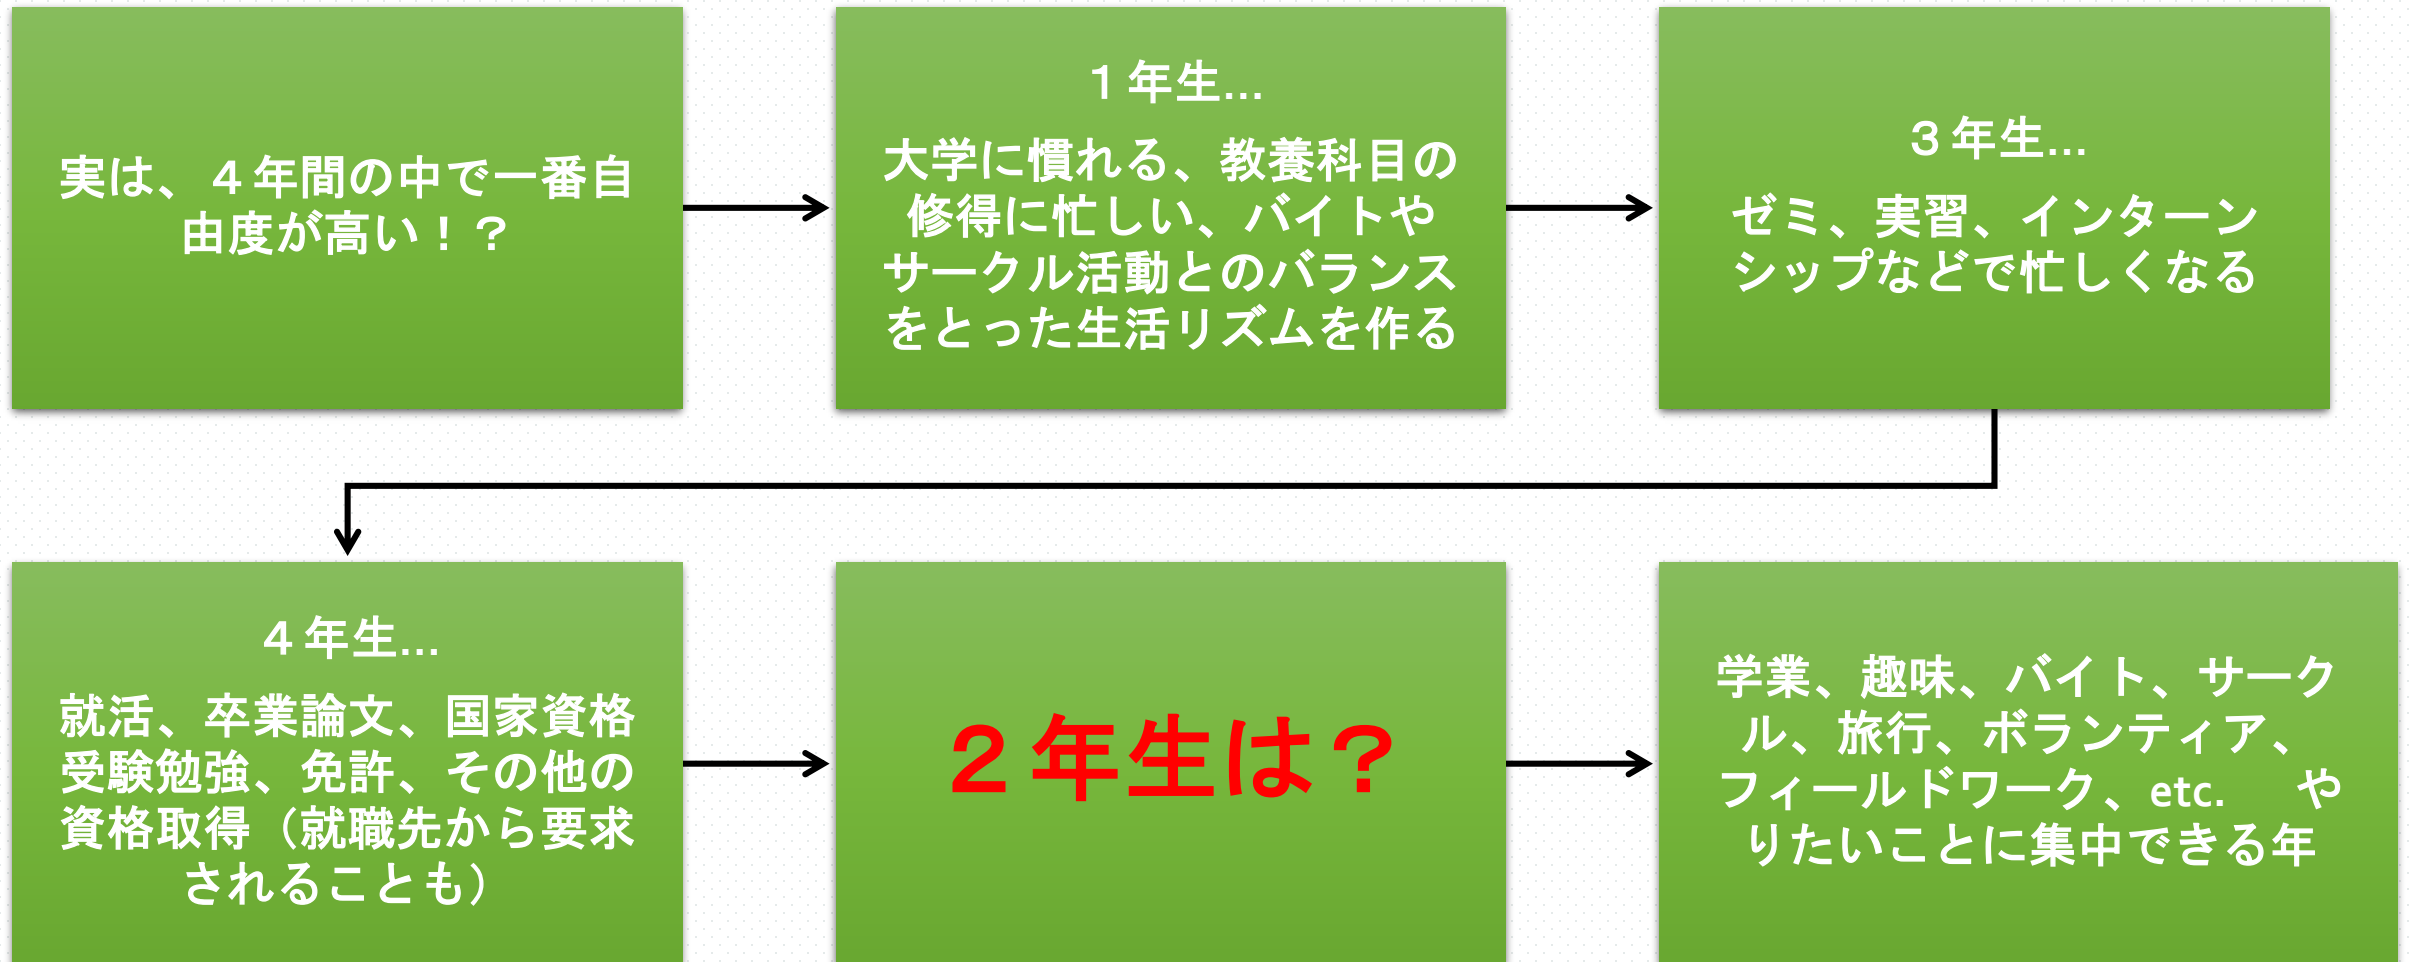 実は、４年間の中で一番自
由度が高い！？
１年生…
大学に慣れる、教養科目の
修得に忙しい、バイトや
サークル活動とのバランス
をとった生活リズムを作る
３年生…
ゼミ、実習、インターン
シップなどで忙しくなる
４年生…
就活、卒業論文、国家資格
受験勉強、免許、その他の
資格取得（就職先から要求
されることも）
２年生は？
学業、趣味、バイト、サーク
ル、旅行、ボランティア、
フィールドワーク、etc.　や
りたいことに集中できる年